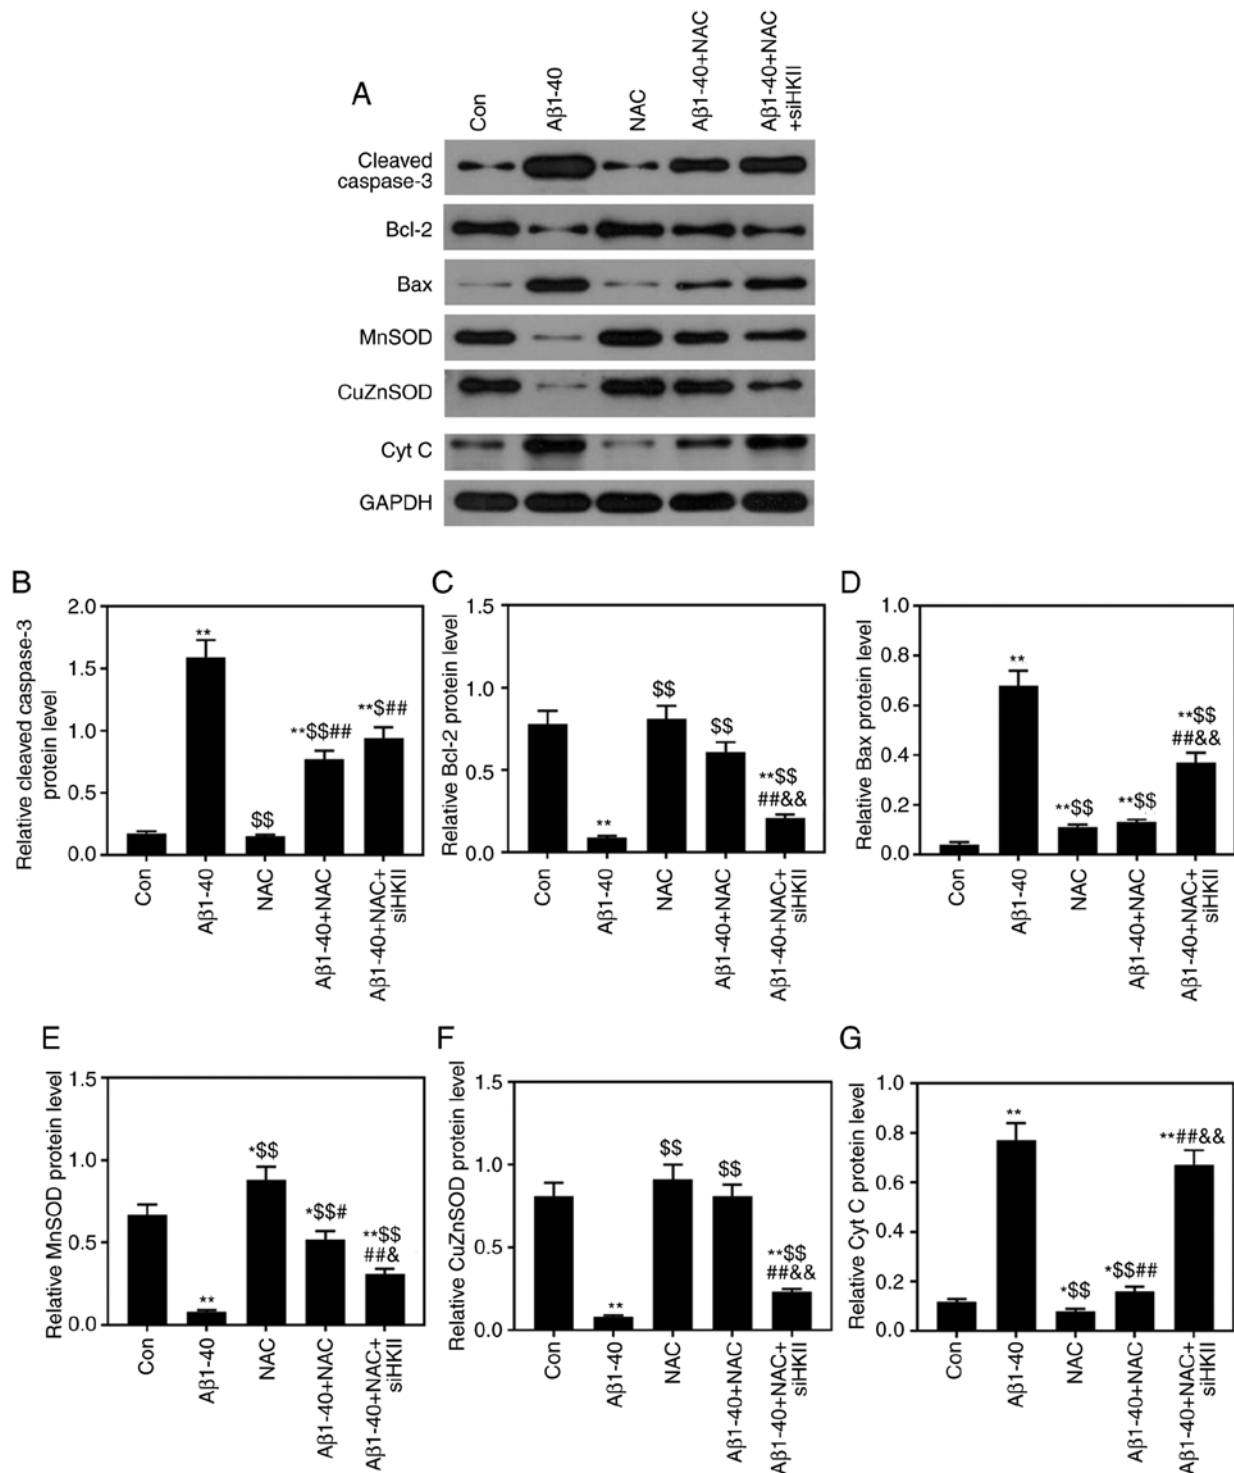 A
Con
Aβ1-40
NAC
Aβ1-40+NAC
Aβ1-40+NAC
+siHKII
Cleaved
caspase-3
Bcl-2
Bax
MnSOD
CuZnSOD
Cyt C
GAPDH
B
Relative cleaved caspase-3
protein level
2.0
1.5
1.0
0.5
0.0
**
$$
**$$##
**$##
Con
Aβ1-40
NAC
Aβ1-40+NAC
Aβ1-40+NAC+
siHKII
C
Relative Bcl-2 protein level
1.5
1.0
0.5
0.0
**
$$
$$
**$$
##&&
Con
Aβ1-40
NAC
Aβ1-40+NAC
Aβ1-40+NAC+
siHKII
D
Relative Bax protein level
1.0
0.8
0.6
0.4
0.2
0.0
**
**$$
**$$
**$$
##&&
Con
Aβ1-40
NAC
Aβ1-40+NAC
Aβ1-40+NAC+
siHKII
E
Relative MnSOD protein level
1.5
1.0
0.5
0.0
**
*$$
*$$#
**$$
##&
Con
Aβ1-40
NAC
Aβ1-40+NAC
Aβ1-40+NAC+
siHKII
F
Relative CuZnSOD protein level
1.5
1.0
0.5
0.0
**
$$
$$
**$$
##&&
Con
Aβ1-40
NAC
Aβ1-40+NAC
Aβ1-40+NAC+
siHKII
G
Relative Cyt C protein level
1.0
0.8
0.6
0.4
0.2
0.0
**
*$$
*$$##
**##&&
Con
Aβ1-40
NAC
Aβ1-40+NAC
Aβ1-40+NAC+
siHKII